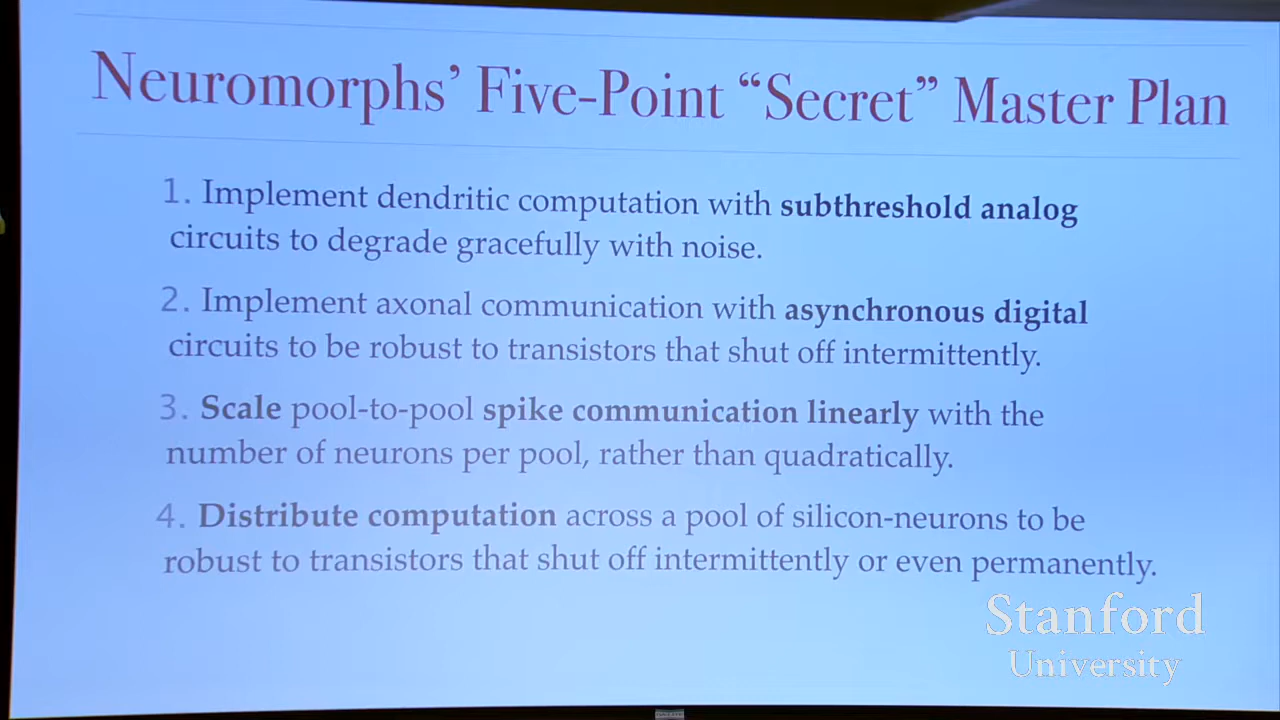 Neuromorphs’ Five-Point “Secret” Master Plan
1. Implement dendritic computation with subthreshold analog
circuits to degrade gracefully with noise.
2. Implement axonal communication with asynchronous digital
circuits to be robust to transistors that shut off intermittently.
3. Scale pool-to-pool spike communication linearly with the
number of neurons per pool, rather than quadratically.
4. Distribute computation across a pool of silicon-neurons to be
robust to transistors that shut off intermittently or even permanently.
Stanford
University